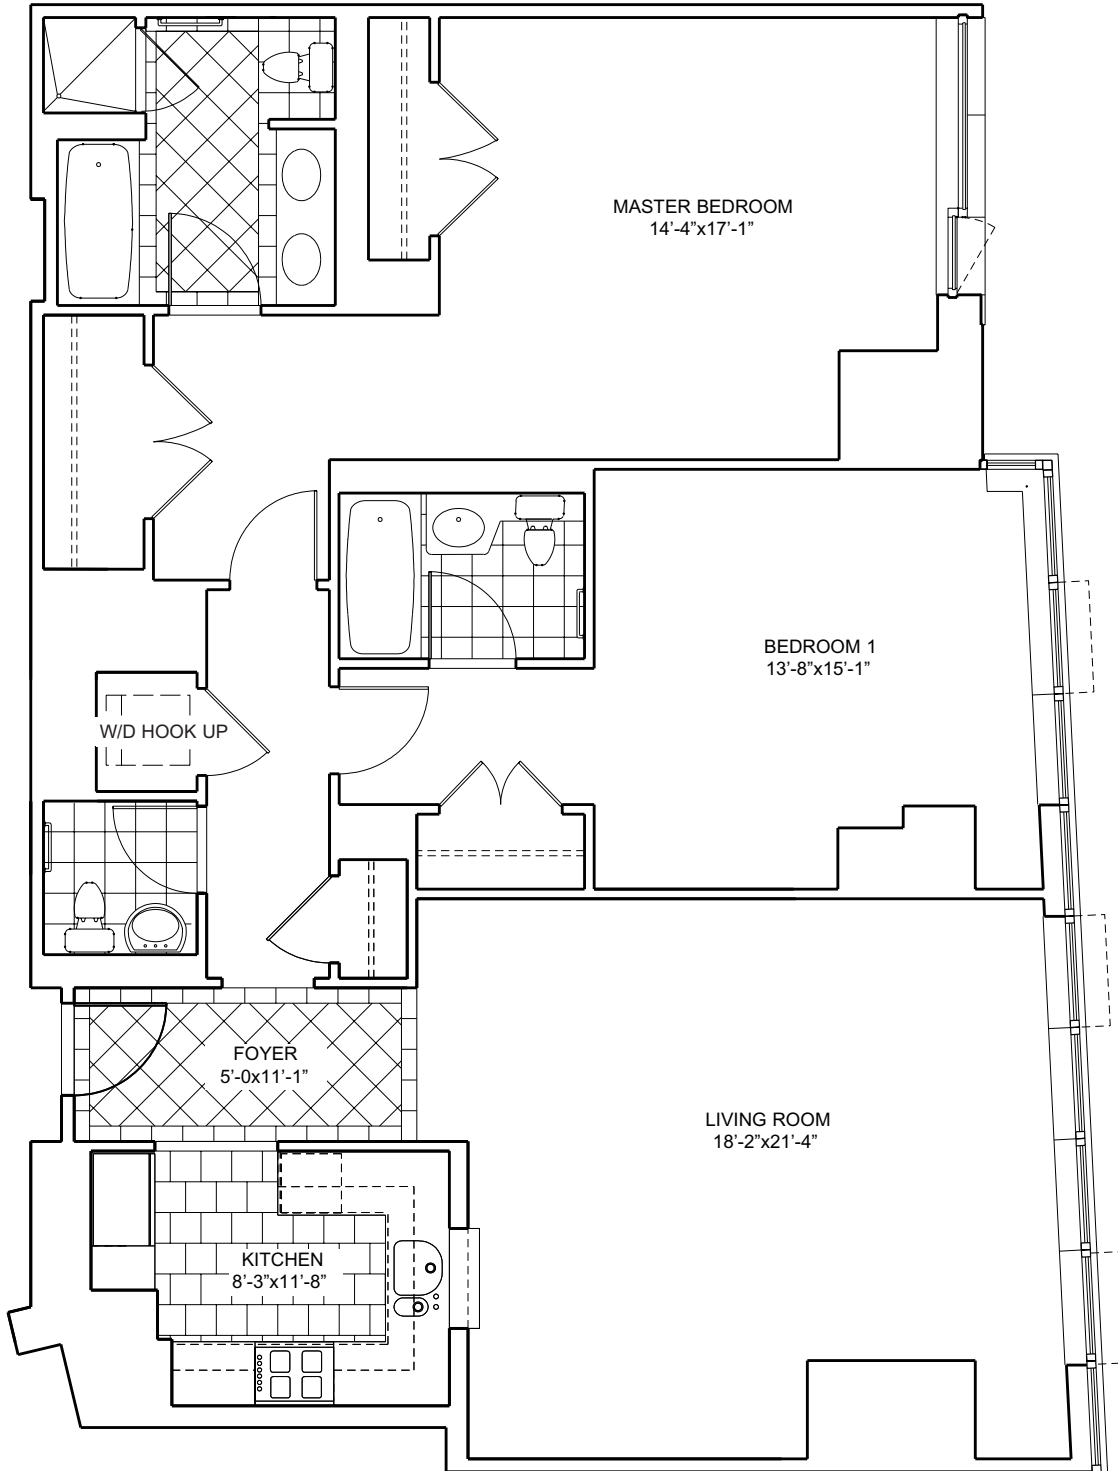 MASTER BEDROOM
14’-4”x17’-1”
BEDROOM 1
13’-8”x15’-1”
W/D HOOK UP
FOYER
5’-0x11’-1”
LIVING ROOM
18’-2”x21’-4”
KITCHEN
8’-3”x11’-8”